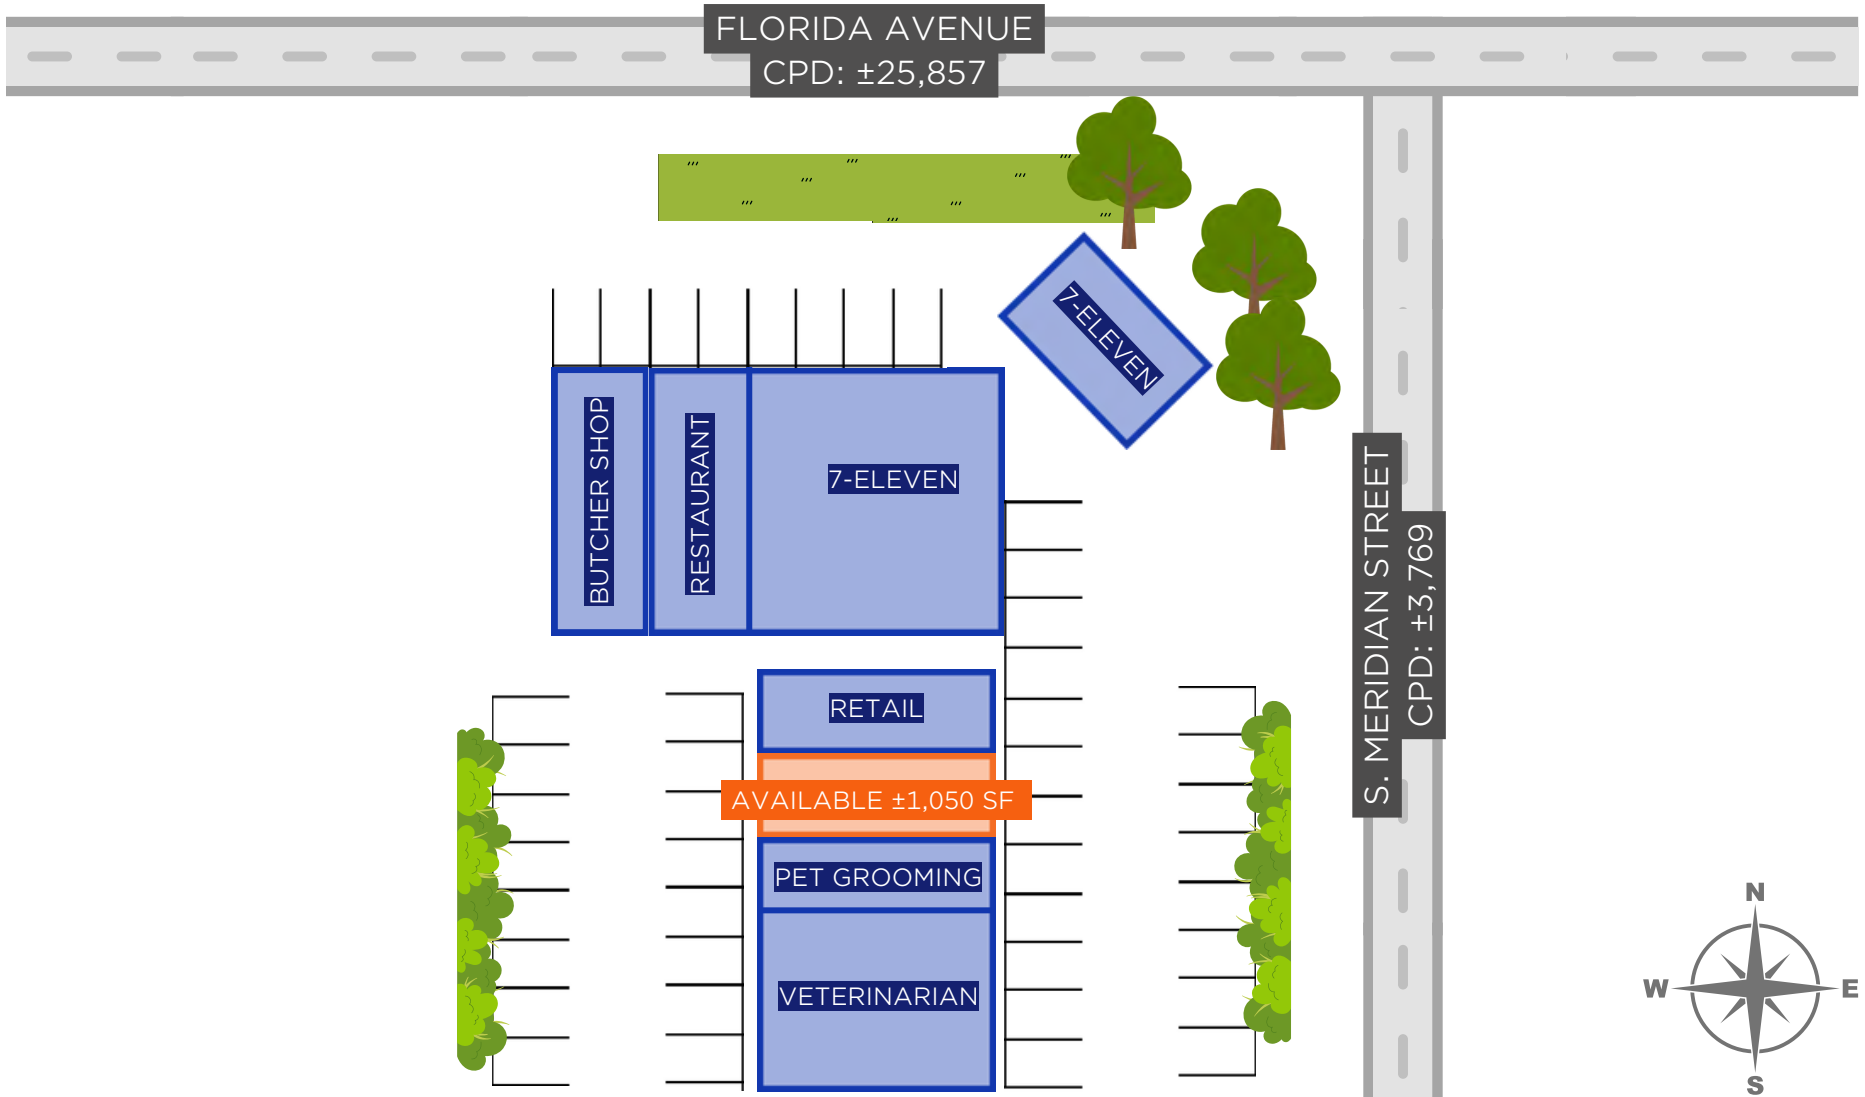 FLORIDA AVENUE
CPD: ±25,857
7-ELEVEN
BUTCHER SHOP
RESTAURANT
7-ELEVEN
S. MERIDIAN STREET
CPD: ±3,769
RETAIL
AVAILABLE ±1,050 SF
PET GROOMING
VETERINARIAN
N
W
E
S